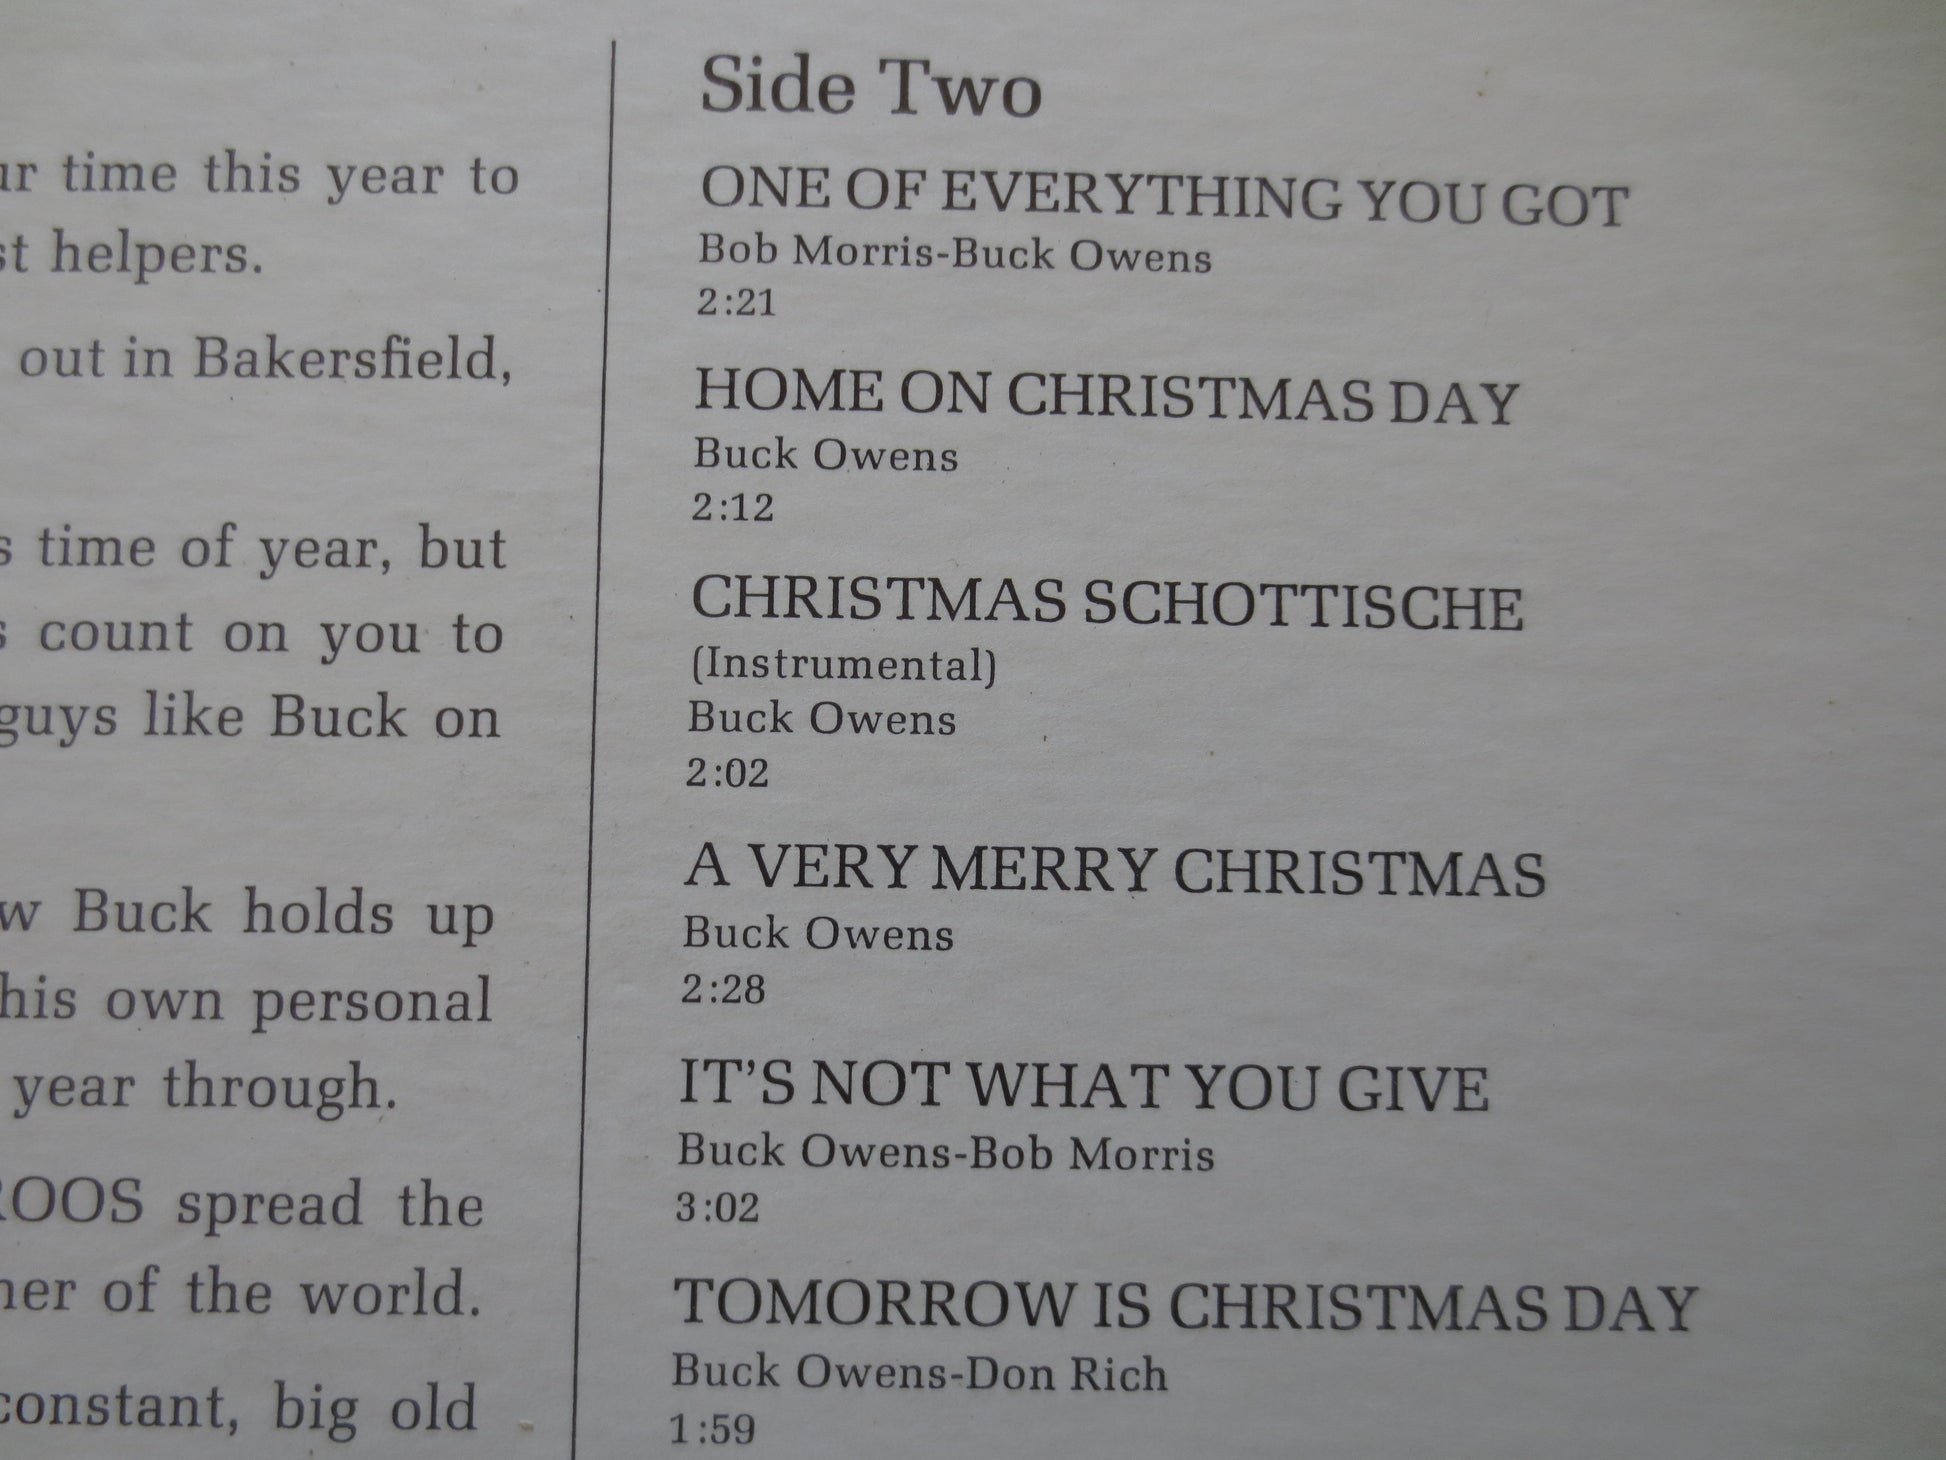 time this year to
helpers.
out in Bakersfield,
time of year, but
count on you to
guys like Buck on
Buck holds up
his own personal
year through.
spread the
of the world.
constant, big old
Side Two
ONE OF EVERYTHING YOU GOT
Bob Morris-Buck Owens
2:21
HOME ON CHRISTMAS DAY
Buck Owens
2:12
CHRISTMAS SCHOTTISCHE
(Instrumental)
Buck Owens
2:02
A VERY MERRY CHRISTMAS
Buck Owens
2:28
IT'S NOT WHAT YOU GIVE
Buck Owens-Bob Morris
3:02
TOMORROW IS CHRISTMAS DAY
Buck Owens-Don Rich
1:59